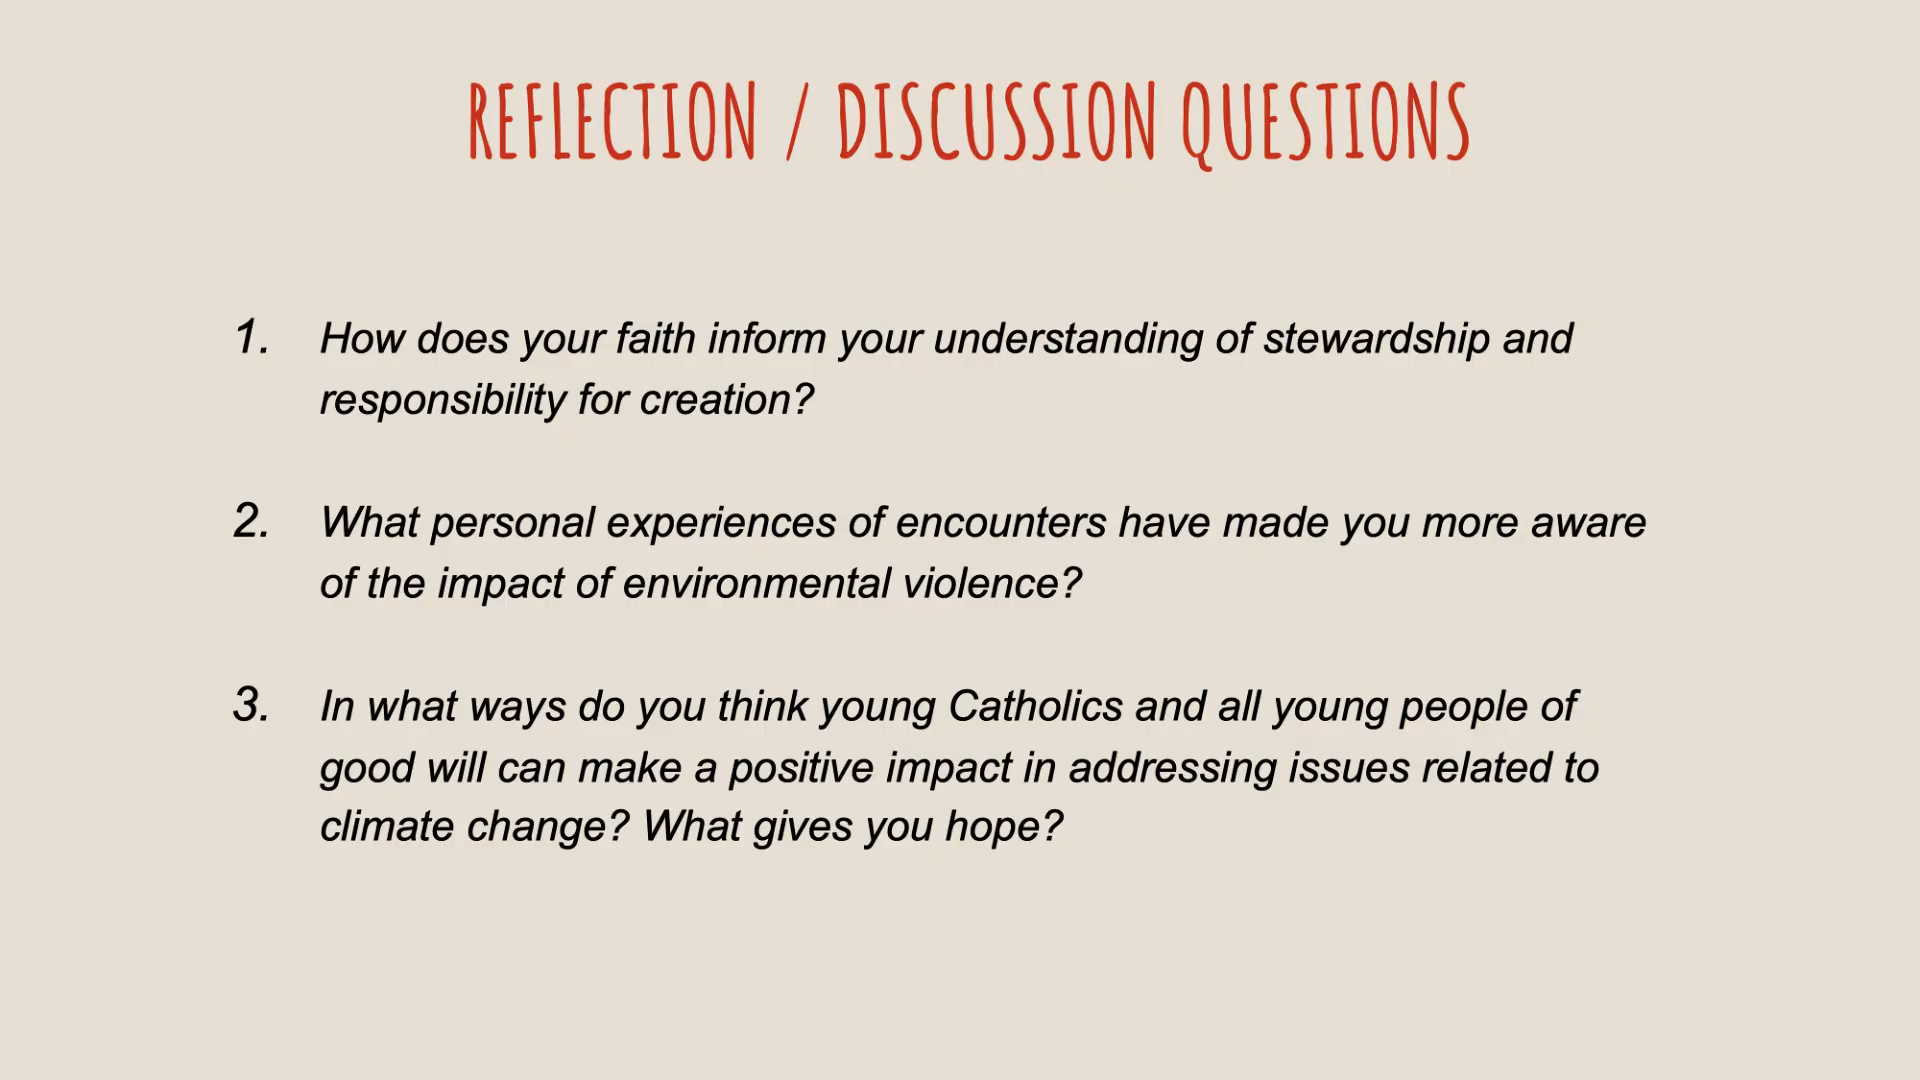 REFLECTION / DISCUSSION QUESTIONS
1. How does your faith inform your understanding of stewardship and
responsibility for creation?
2. What personal experiences of encounters have made you more aware
of the impact of environmental violence?
3. In what ways do you think young Catholics and all young people of
good will can make a positive impact in addressing issues related to
climate change? What gives you hope?